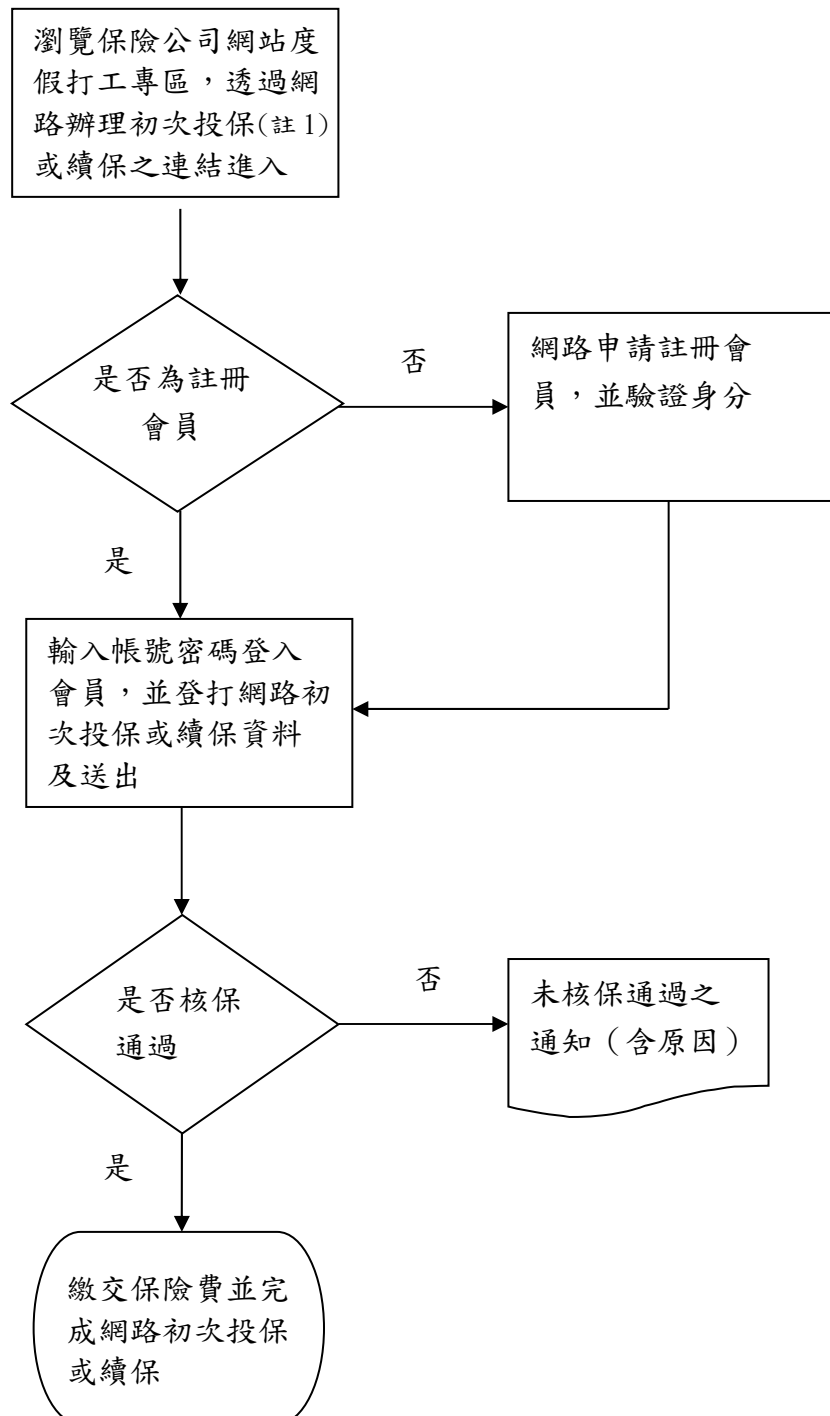 瀏覽保險公司網站度
假打工專區，透過網
路辦理初次投保(註1)
或續保之連結進入
是否為註冊
會員
否
網路申請註冊會
員，並驗證身分
是
輸入帳號密碼登入
會員，並登打網路初
次投保或續保資料
及送出
是否核保
通過
否
未核保通過之
通知（含原因）
是
繳交保險費並完
成網路初次投保
或續保